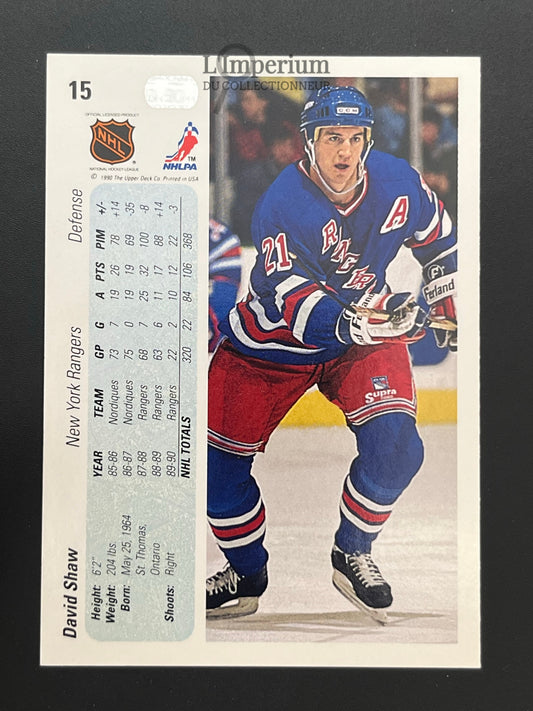 L'Imperium
DU COLLECTIONNEUR
15
OFFICIAL LICENSED PRODUCT
NHL
NATIONAL HOCKEY LEAGUE
NHLPA
© 1990 The Upper Deck Co. Printed in USA
David Shaw New York Rangers Defense
Height: 6'2"
Weight: 204 lbs.
Born: May 25, 1964
St. Thomas,
Ontario
Shoots: Right
YEAR TEAM GP G A PTS PIM +/-
85-86 Nordiques 73 7 19 26 78 +14
86-87 Nordiques 75 0 19 19 69 -35
87-88 Rangers 68 7 25 32 100 -8
88-89 Rangers 63 6 11 17 88 +14
89-90 Rangers 22 2 10 12 22 -3
NHL TOTALS 320 22 84 106 368
CCM
A
RANGER
21
21
Ferland
Supra